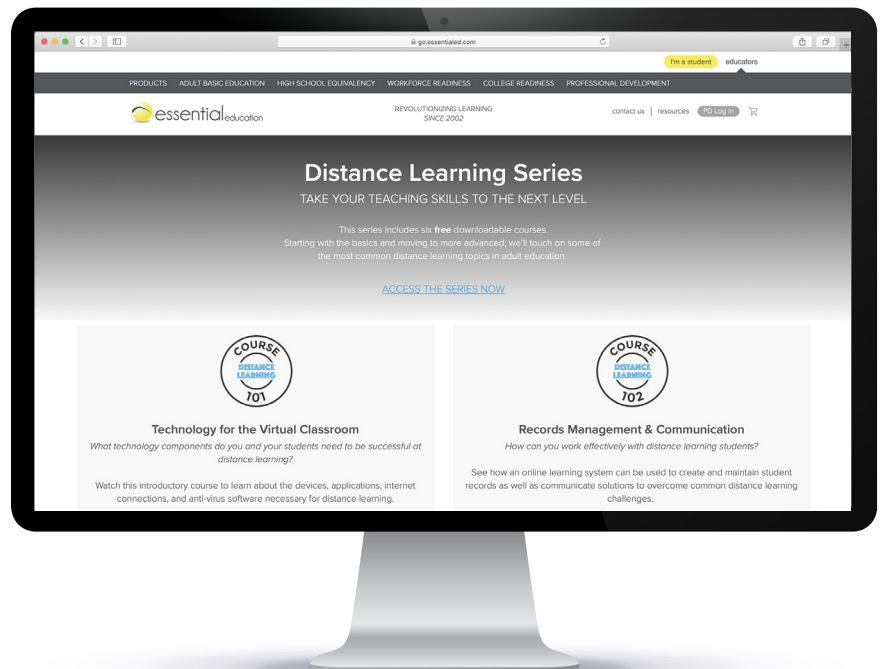 go.essentialed.com
I'm a student educators
PRODUCTS ADULT BASIC EDUCATION HIGH SCHOOL EQUIVALENCY WORKFORCE READINESS COLLEGE READINESS PROFESSIONAL DEVELOPMENT
essential education
REVOLUTIONIZING LEARNING
SINCE 2002
contact us | resources PD Log In
Distance Learning Series
TAKE YOUR TEACHING SKILLS TO THE NEXT LEVEL
This series includes six free downloadable courses.
Starting with the basics and moving to more advanced, we'll touch on some of
the most common distance learning topics in adult education.
ACCESS THE SERIES NOW
COURSE
DISTANCE
LEARNING
101
Technology for the Virtual Classroom
What technology components do you and your students need to be successful at
distance learning?
Watch this introductory course to learn about the devices, applications, internet
connections, and anti-virus software necessary for distance learning.
COURSE
DISTANCE
LEARNING
102
Records Management & Communication
How can you work effectively with distance learning students?
See how an online learning system can be used to create and maintain student
records as well as communicate solutions to overcome common distance learning
challenges.